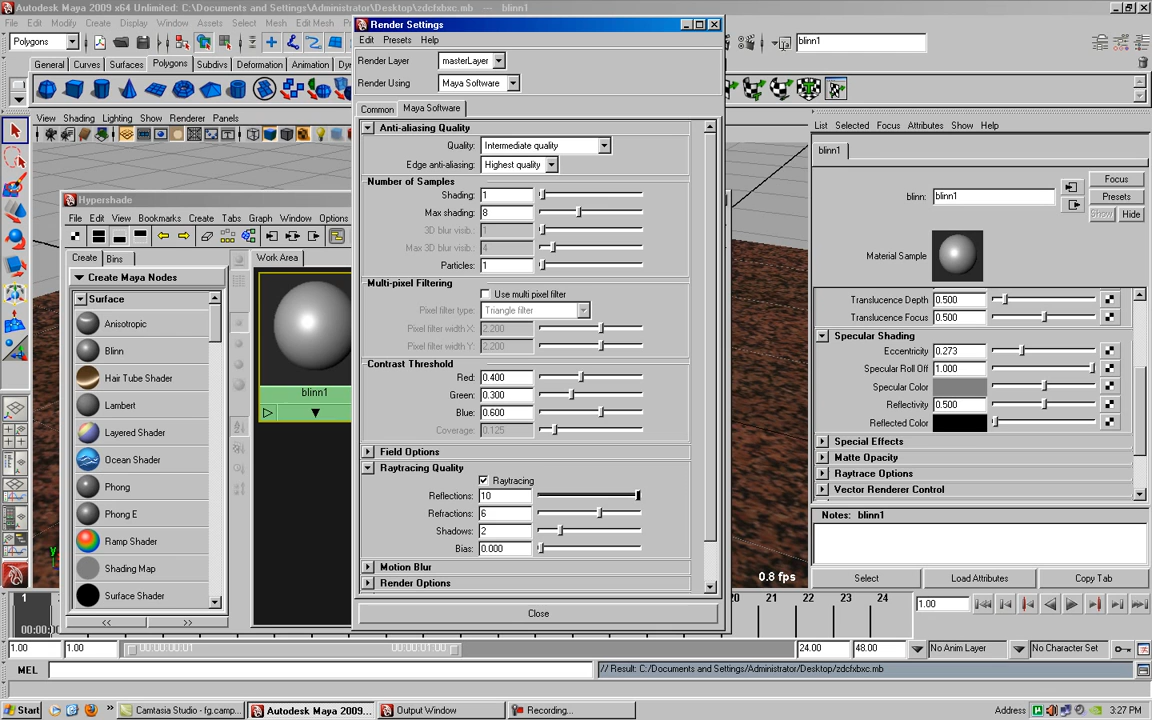 Autodesk Maya 2009 x64 Unlimited: C:\Documents and Settings\Administrator\Desktop\zdcfxbxc.mb --- blinn1
File Edit Modify Create Display Window Assets Select Mesh Edit Mesh
Polygons
blinn1
General Curves Surfaces Polygons Subdivs Deformation Animation
View Shading Lighting Show Renderer Panels
Render Settings
Edit Presets Help
Render Layer masterLayer
Render Using Maya Software
Common Maya Software
Anti-aliasing Quality
Quality: Intermediate quality
Edge anti-aliasing: Highest quality
Number of Samples
Shading: 1
Max shading: 8
3D blur visib.: 1
Max 3D blur visib.: 4
Particles: 1
Multi-pixel Filtering
Use multi pixel filter
Pixel filter type: Triangle filter
Pixel filter width X: 2.200
Pixel filter width Y: 2.200
Contrast Threshold
Red: 0.400
Green: 0.300
Blue: 0.600
Coverage: 0.125
Field Options
Raytracing Quality
Raytracing
Reflections: 10
Refractions: 6
Shadows: 2
Bias: 0.000
Motion Blur
Render Options
Close
Hypershade
File Edit View Bookmarks Create Tabs Graph Window Options
Create Bins
Work Area
Create Maya Nodes
Surface
Anisotropic
Blinn
Hair Tube Shader
Lambert
Layered Shader
Ocean Shader
Phong
Phong E
Ramp Shader
Shading Map
Surface Shader
<< >>
blinn1
y
0.8 fps
List Selected Focus Attributes Show Help
blinn1
blinn: blinn1
Focus
Presets
Show Hide
Material Sample
Translucence Depth 0.500
Translucence Focus 0.500
Specular Shading
Eccentricity 0.273
Specular Roll Off 1.000
Specular Color
Reflectivity 0.500
Reflected Color
Special Effects
Matte Opacity
Raytrace Options
Vector Renderer Control
Notes: blinn1
Select Load Attributes Copy Tab
1 20 21 22 23 24
00:00:
1.00
1.00 1.00 00:00:00:01 00:00:01:00 24.00 48.00 No Anim Layer No Character Set
MEL // Result: C:/Documents and Settings/Administrator/Desktop/zdcfxbxc.mb
Start Camtasia Studio - fg.camp... Autodesk Maya 2009... Output Window Recording... Address 3:27 PM